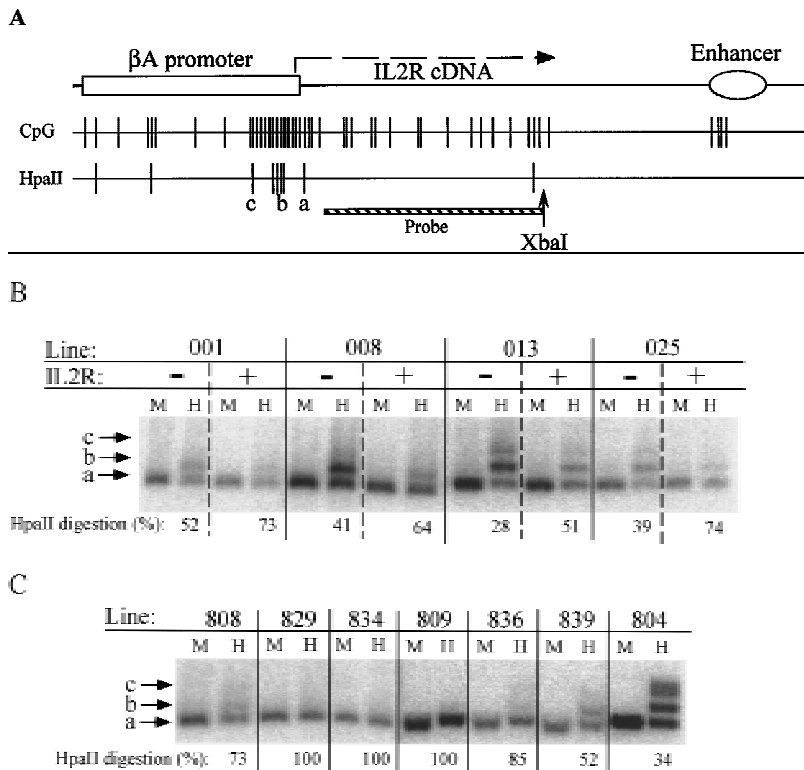 A
βA promoter
IL2R cDNA
Enhancer
CpG
HpaII
c b a
Probe
XbaI
B
Line: 001 008 013 025
IL2R: - + - + - + - +
M H M H M H M H M H M H M H M H
c
b
a
HpaII digestion (%): 52 73 41 64 28 51 39 74
C
Line: 808 829 834 809 836 839 804
M H M H M H M H M H M H M H
c
b
a
HpaII digestion (%): 73 100 100 100 85 52 34